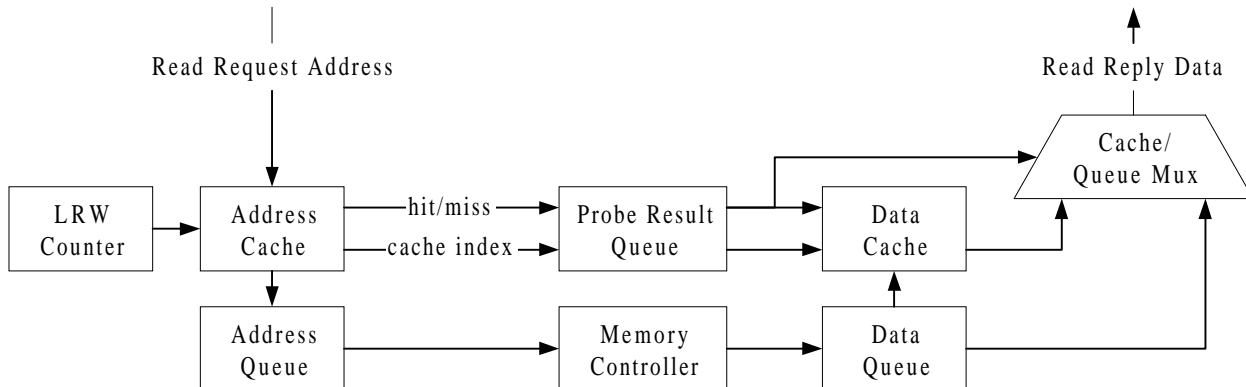 Read Request Address
Read Reply Data
Cache/
Queue Mux
LRW
Counter
Address
Cache
hit/miss
cache index
Probe Result
Queue
Data
Cache
Address
Queue
Memory
Controller
Data
Queue